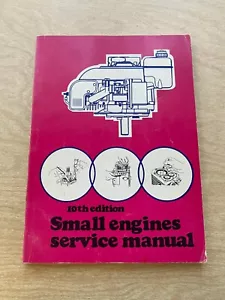 10th edition
Small engines
service manual